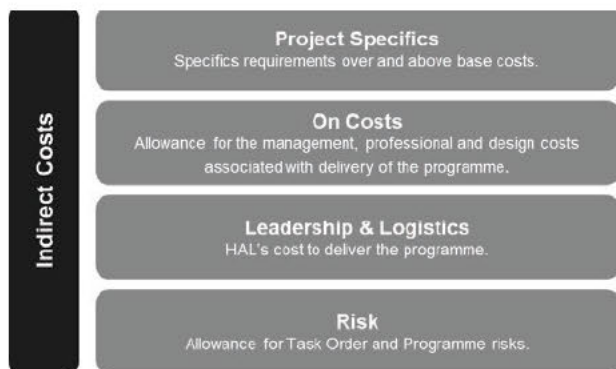 Indirect Costs
Project Specifics
Specifics requirements over and above base costs.
On Costs
Allowance for the management, professional and design costs
associated with delivery of the programme.
Leadership & Logistics
HAL's cost to deliver the programme.
Risk
Allowance for Task Order and Programme risks.